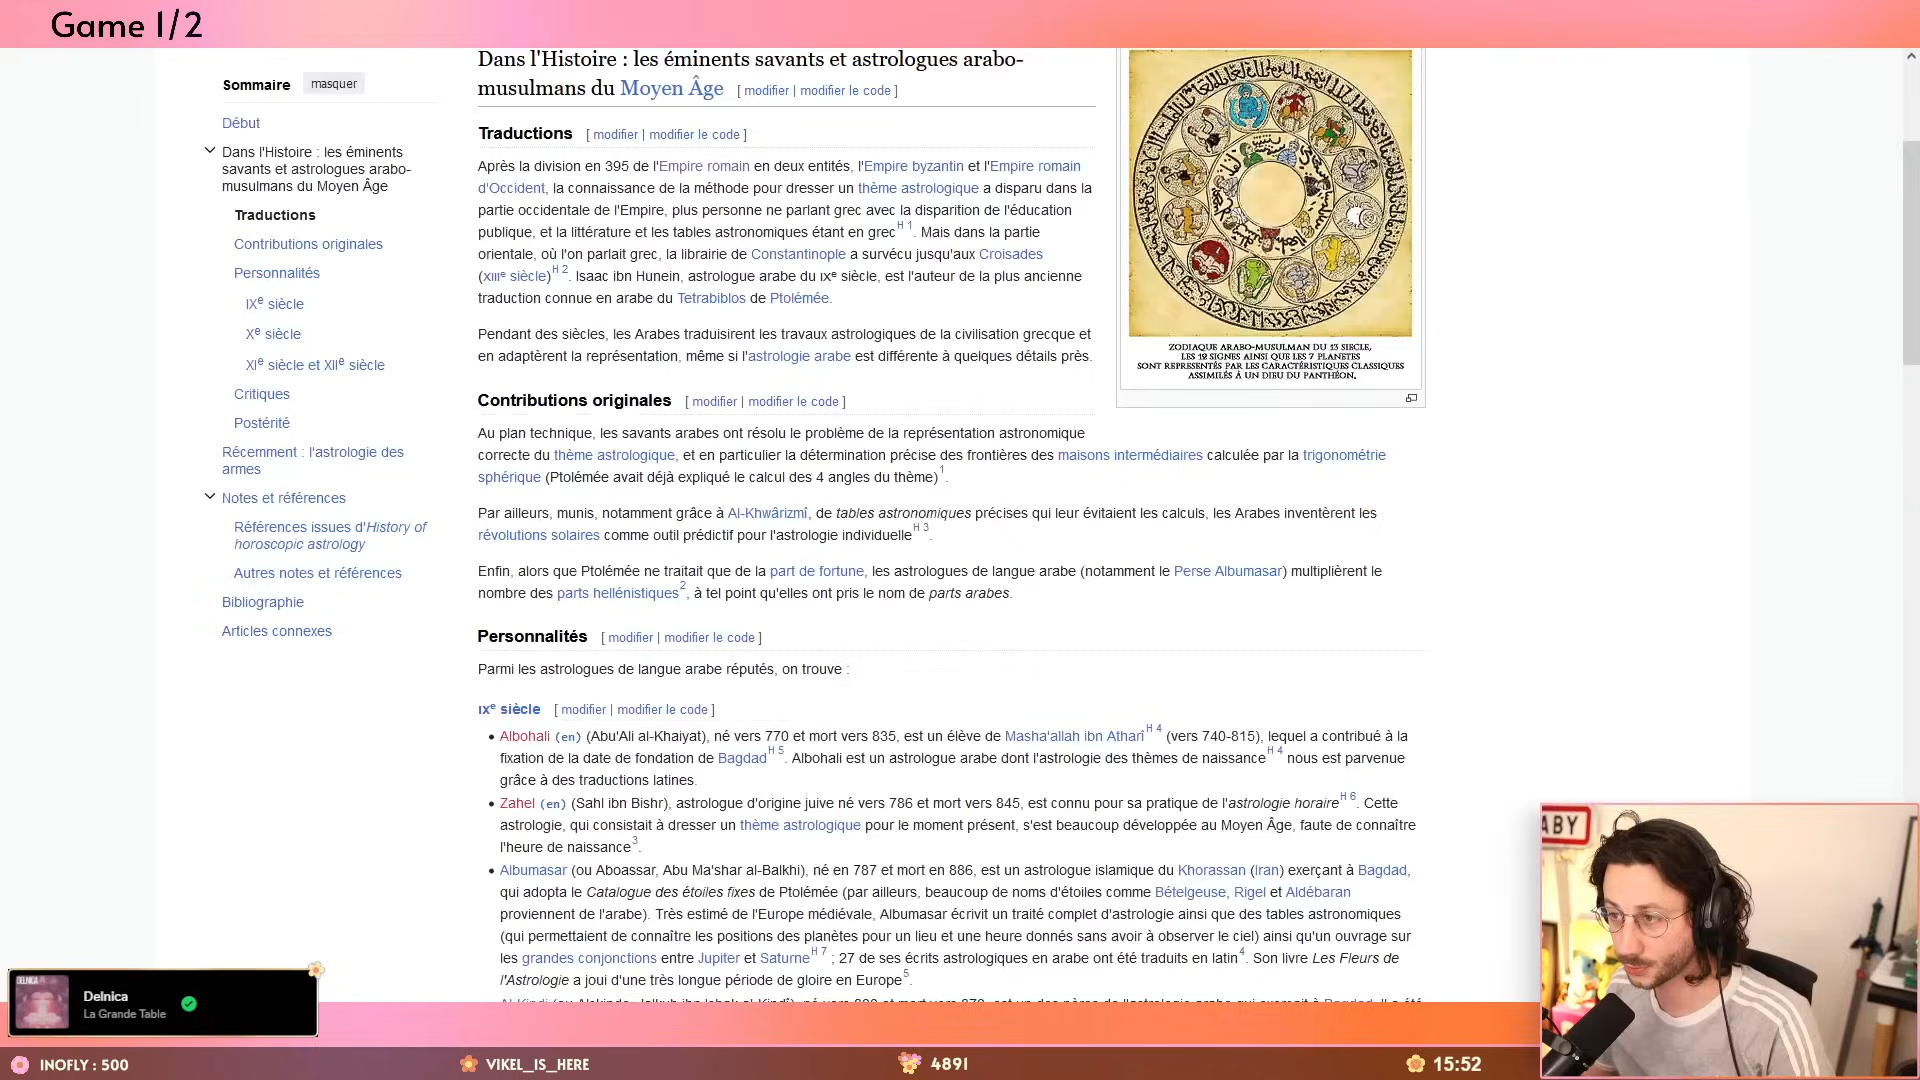 Game 1/2
Sommaire masquer
Début
Dans l'Histoire : les éminents
savants et astrologues arabo-
musulmans du Moyen Âge
Traductions
Contributions originales
Personnalités
IXe siècle
Xe siècle
XIe siècle et XIIe siècle
Critiques
Postérité
Récemment : l'astrologie des
armes
Notes et références
Références issues d'History of
horoscopic astrology
Autres notes et références
Bibliographie
Articles connexes
Dans l'Histoire : les éminents savants et astrologues arabo-
musulmans du Moyen Âge [ modifier | modifier le code ]
Traductions [ modifier | modifier le code ]
Après la division en 395 de l'Empire romain en deux entités, l'Empire byzantin et l'Empire romain
d'Occident, la connaissance de la méthode pour dresser un thème astrologique a disparu dans la
partie occidentale de l'Empire, plus personne ne parlant grec avec la disparition de l'éducation
publique, et la littérature et les tables astronomiques étant en grec H 1. Mais dans la partie
orientale, où l'on parlait grec, la librairie de Constantinople a survécu jusqu'aux Croisades
(XIIIe siècle) H 2. Isaac ibn Hunein, astrologue arabe du IXe siècle, est l'auteur de la plus ancienne
traduction connue en arabe du Tetrabiblos de Ptolémée.
Pendant des siècles, les Arabes traduisirent les travaux astrologiques de la civilisation grecque et
en adaptèrent la représentation, même si l'astrologie arabe est différente à quelques détails près.
ZODIAQUE ARABO-MUSULMAN DU 13 SIECLE,
LES 12 SIGNES AINSI QUE LES 7 PLANETES
SONT REPRESENTÉS PAR LES CARACTÉRISTIQUES CLASSIQUES
ASSIMILÉS À UN DIEU DU PANTHÉON.
Contributions originales [ modifier | modifier le code ]
Au plan technique, les savants arabes ont résolu le problème de la représentation astronomique
correcte du thème astrologique, et en particulier la détermination précise des frontières des maisons intermédiaires calculée par la trigonométrie
sphérique (Ptolémée avait déjà expliqué le calcul des 4 angles du thème) 1.
Par ailleurs, munis, notamment grâce à Al-Khwârizmî, de tables astronomiques précises qui leur évitaient les calculs, les Arabes inventèrent les
révolutions solaires comme outil prédictif pour l'astrologie individuelle H 3.
Enfin, alors que Ptolémée ne traitait que de la part de fortune, les astrologues de langue arabe (notamment le Perse Albumasar) multiplièrent le
nombre des parts hellénistiques 2, à tel point qu'elles ont pris le nom de parts arabes.
Personnalités [ modifier | modifier le code ]
Parmi les astrologues de langue arabe réputés, on trouve :
IXe siècle [ modifier | modifier le code ]
• Albohali (en) (Abu'Ali al-Khaiyat), né vers 770 et mort vers 835, est un élève de Masha'allah ibn Atharî H 4 (vers 740-815), lequel a contribué à la
fixation de la date de fondation de Bagdad H 5. Albohali est un astrologue arabe dont l'astrologie des thèmes de naissance H 4 nous est parvenue
grâce à des traductions latines.
• Zahel (en) (Sahl ibn Bishr), astrologue d'origine juive né vers 786 et mort vers 845, est connu pour sa pratique de l'astrologie horaire H 6. Cette
astrologie, qui consistait à dresser un thème astrologique pour le moment présent, s'est beaucoup développée au Moyen Âge, faute de connaître
l'heure de naissance 3.
• Albumasar (ou Aboassar, Abu Ma'shar al-Balkhi), né en 787 et mort en 886, est un astrologue islamique du Khorassan (Iran) exerçant à Bagdad,
qui adopta le Catalogue des étoiles fixes de Ptolémée (par ailleurs, beaucoup de noms d'étoiles comme Bételgeuse, Rigel et Aldébaran
proviennent de l'arabe). Très estimé de l'Europe médiévale, Albumasar écrivit un traité complet d'astrologie ainsi que des tables astronomiques
(qui permettaient de connaître les positions des planètes pour un lieu et une heure donnés sans avoir à observer le ciel) ainsi qu'un ouvrage sur
les grandes conjonctions entre Jupiter et Saturne H 7 ; 27 de ses écrits astrologiques en arabe ont été traduits en latin 4. Son livre Les Fleurs de
l'Astrologie a joui d'une très longue période de gloire en Europe 5.
ABY
DELNICA
Delnica
La Grande Table
INOFLY : 500
VIKEL_IS_HERE
4891
15:52